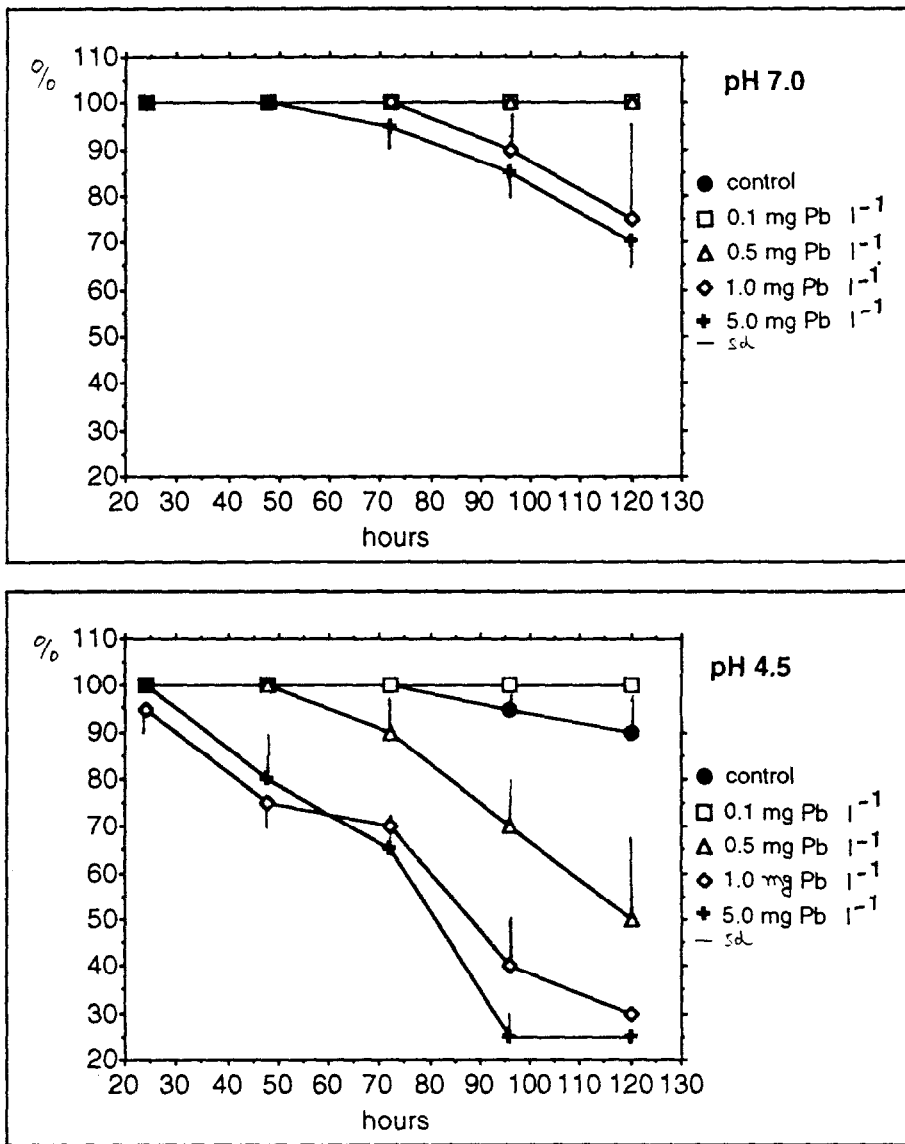 %
110
100
90
80
70
60
50
40
30
20
20 30 40 50 60 70 80 90 100 110 120 130
hours
pH 7.0
control
0.1 mg Pb l⁻¹
0.5 mg Pb l⁻¹
1.0 mg Pb l⁻¹
5.0 mg Pb l⁻¹
— sd
%
110
100
90
80
70
60
50
40
30
20
20 30 40 50 60 70 80 90 100 110 120 130
hours
pH 4.5
control
0.1 mg Pb l⁻¹
0.5 mg Pb l⁻¹
1.0 mg Pb l⁻¹
5.0 mg Pb l⁻¹
— sd